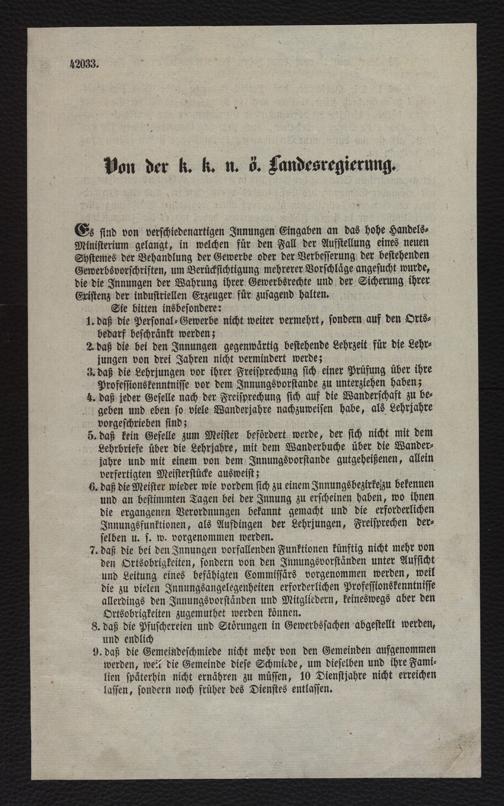 42033.
Von der k. k. n. ö. Landesregierung.
Es sind von verschiedenartigen Innungen Eingaben an das hohe Handels-
Ministerium gelangt, in welchen für den Fall der Aufstellung eines neuen
Systemes der Behandlung der Gewerbe oder der Verbesserung der bestehenden
Gewerbsvorschriften, um Berücksichtigung mehrerer Vorschläge angesucht wurde,
die die Innungen der Wahrung ihrer Gewerbsrechte und der Sicherung ihrer
Existenz der industriellen Erzeuger für zusagend halten.
Sie bitten insbesondere:
1. daß die Personal-Gewerbe nicht weiter vermehrt, sondern auf den Orts-
bedarf beschränkt werden;
2. daß die bei den Innungen gegenwärtig bestehende Lehrzeit für die Lehr-
jungen von drei Jahren nicht vermindert werde;
3. daß die Lehrjungen vor ihrer Freisprechung sich einer Prüfung über ihre
Professionskenntnisse vor dem Innungsvorstande zu unterziehen haben;
4. daß jeder Geselle nach der Freisprechung sich auf die Wanderschaft zu be-
geben und eben so viele Wanderjahre nachzuweisen habe, als Lehrjahre
vorgeschrieben sind;
5. daß kein Geselle zum Meister befördert werde, der sich nicht mit dem
Lehrbriefe über die Lehrjahre, mit dem Wanderbuche über die Wander-
jahre und mit einem von dem Innungsvorstande gutgeheißenen, allein
verfertigten Meisterstücke ausweist;
6. daß die Meister wieder wie vordem sich zu einem Innungsbezirke zu bekennen
und an bestimmten Tagen bei der Innung zu erscheinen haben, wo ihnen
die ergangenen Verordnungen bekannt gemacht und die erforderlichen
Innungsfunktionen, als Aufdingen der Lehrjungen, Freisprechen der-
selben u. s. w. vorgenommen werden.
7. daß die bei den Innungen vorfallenden Funktionen künftig nicht mehr von
den Ortsobrigkeiten, sondern von den Innungsvorständen unter Aufsicht
und Leitung eines befähigten Commissärs vorgenommen werden, weil
die zu vielen Innungsangelegenheiten erforderlichen Professionskenntnisse
allerdings den Innungsvorständen und Mitgliedern, keineswegs aber den
Ortsobrigkeiten zugemuthet werden können.
8. daß die Pfuschereien und Störungen in Gewerbssachen abgestellt werden,
und endlich
9. daß die Gemeindeschmiede nicht mehr von den Gemeinden aufgenommen
werden, weil die Gemeinde diese Schmiede, um dieselben und ihre Fami-
lien späterhin nicht ernähren zu müssen, 10 Dienstjahre nicht erreichen
lassen, sondern noch früher des Dienstes entlassen.